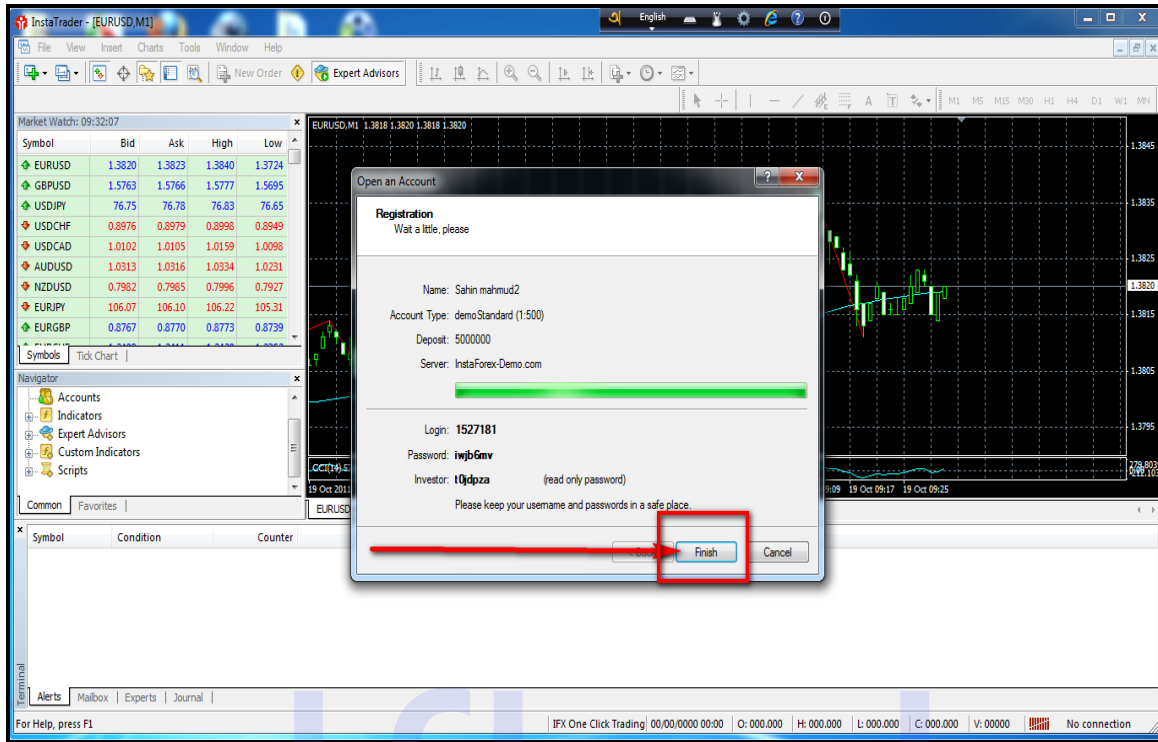 InstaTrader - [EURUSD,M1]
English
File View Insert Charts Tools Window Help
New Order Expert Advisors
A T M1 M5 M15 M30 H1 H4 D1 W1 MN
Market Watch: 09:32:07
Symbol Bid Ask High Low
EURUSD 1.3820 1.3823 1.3840 1.3724
GBPUSD 1.5763 1.5766 1.5777 1.5695
USDJPY 76.75 76.78 76.83 76.65
USDCHF 0.8976 0.8979 0.8998 0.8949
USDCAD 1.0102 1.0105 1.0159 1.0098
AUDUSD 1.0313 1.0316 1.0334 1.0231
NZDUSD 0.7982 0.7985 0.7996 0.7927
EURJPY 106.07 106.10 106.22 105.31
EURGBP 0.8767 0.8770 0.8773 0.8739
Symbols Tick Chart
Navigator
Accounts
Indicators
Expert Advisors
Custom Indicators
Scripts
Common Favorites
EURUSD,M1 1.3818 1.3820 1.3818 1.3820
1.3845
1.3835
1.3825
1.3820
1.3815
1.3805
1.3795
CCI(14)
19 Oct 2011
9:09 19 Oct 09:17 19 Oct 09:25
EURUSD
Open an Account
Registration
Wait a little, please
Name: Sahin mahmud2
Account Type: demoStandard (1:500)
Deposit: 5000000
Server: InstaForex-Demo.com
Login: 1527181
Password: iwjb6mv
Investor: t0jdpza (read only password)
Please keep your username and passwords in a safe place.
Finish Cancel
Symbol Condition Counter
Terminal
Alerts Mailbox Experts Journal
For Help, press F1
IFX One Click Trading 00/00/0000 00:00 O: 000.000 H: 000.000 L: 000.000 C: 000.000 V: 00000 No connection